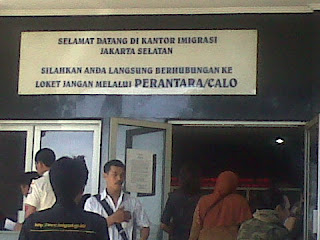 SELAMAT DATANG DI KANTOR IMIGRASI
JAKARTA SELATAN
SILAHKAN ANDA LANGSUNG BERHUBUNGAN KE
LOKET JANGAN MELALUI PERANTARA/CALO